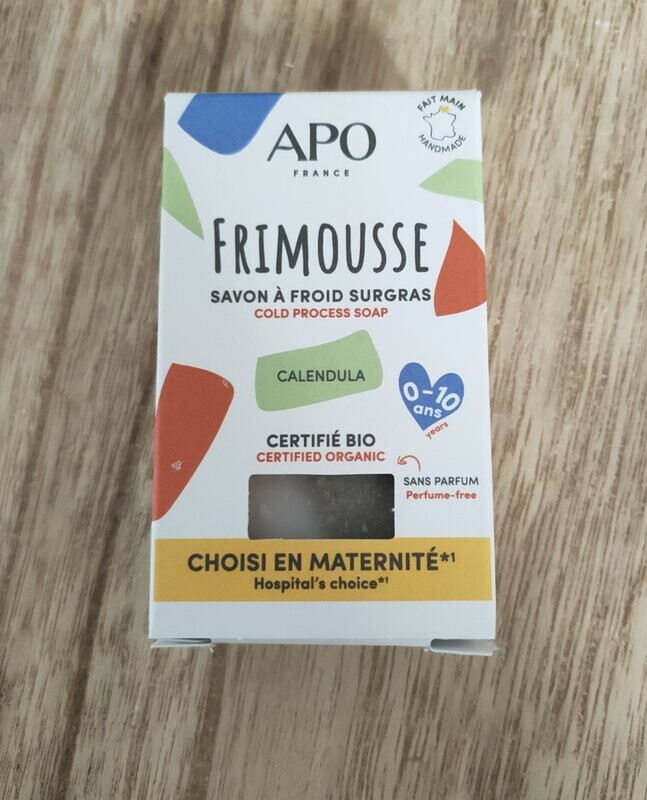 FAIT MAIN
HANDMADE
APO
FRANCE
FRIMOUSSE
SAVON À FROID SURGRAS
COLD PROCESS SOAP
CALENDULA
0-10
ans
years
CERTIFIÉ BIO
CERTIFIED ORGANIC
SANS PARFUM
Perfume-free
CHOISI EN MATERNITÉ*¹
Hospital's choice*¹